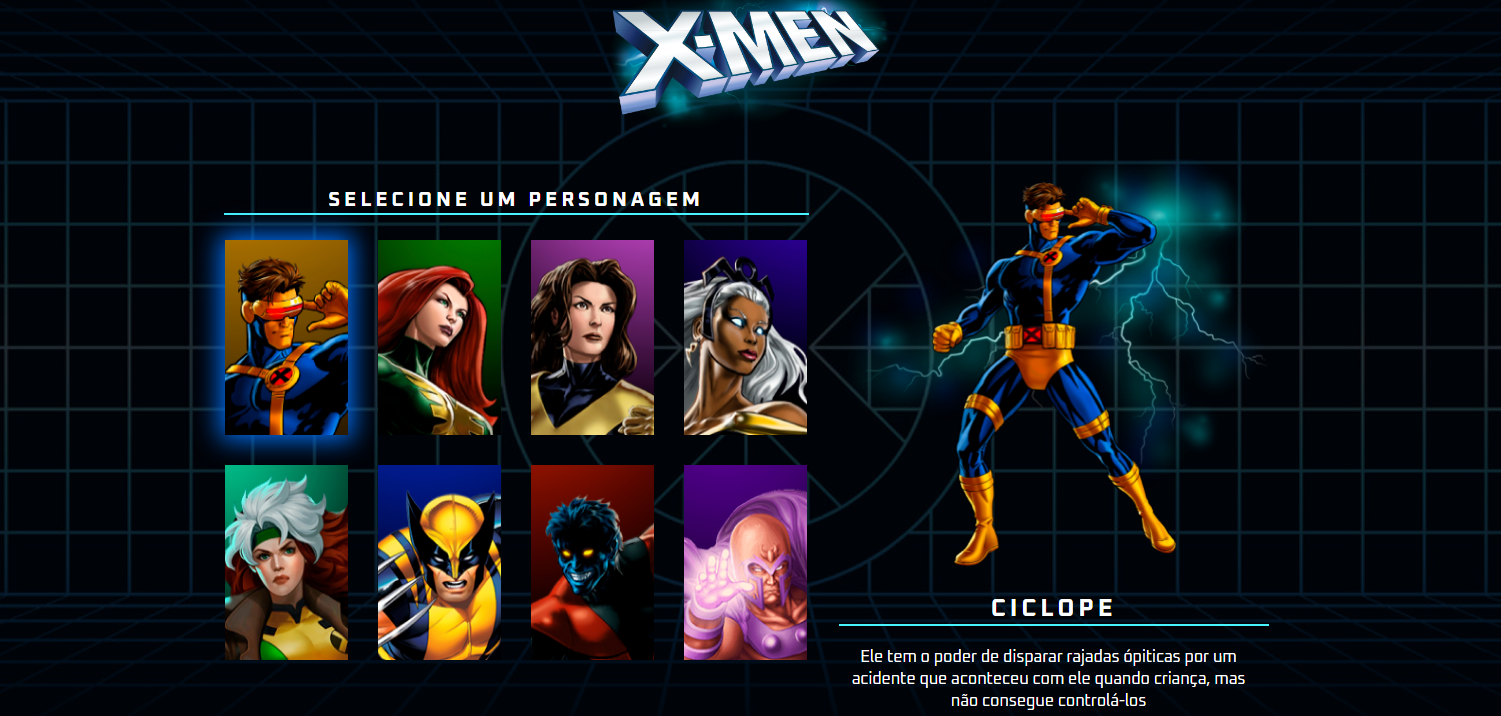 X-MEN
SELECIONE UM PERSONAGEM
CICLOPE
Ele tem o poder de disparar rajadas ópiticas por um
acidente que aconteceu com ele quando criança, mas
não consegue controlá-los